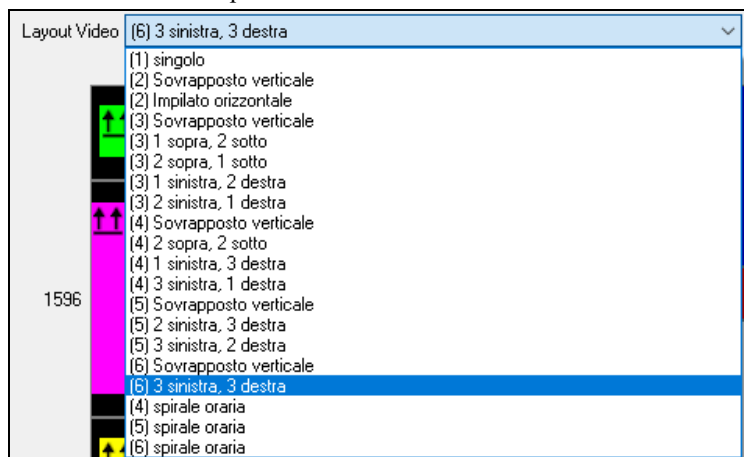 Layout Video (6) 3 sinistra, 3 destra
(1) singolo
(2) Sovrapposto verticale
(2) Impilato orizzontale
(3) Sovrapposto verticale
(3) 1 sopra, 2 sotto
(3) 2 sopra, 1 sotto
(3) 1 sinistra, 2 destra
(3) 2 sinistra, 1 destra
(4) Sovrapposto verticale
(4) 2 sopra, 2 sotto
(4) 1 sinistra, 3 destra
(4) 3 sinistra, 1 destra
1596
(5) Sovrapposto verticale
(5) 2 sinistra, 3 destra
(5) 3 sinistra, 2 destra
(6) Sovrapposto verticale
(6) 3 sinistra, 3 destra
(4) spirale oraria
(5) spirale oraria
(6) spirale oraria